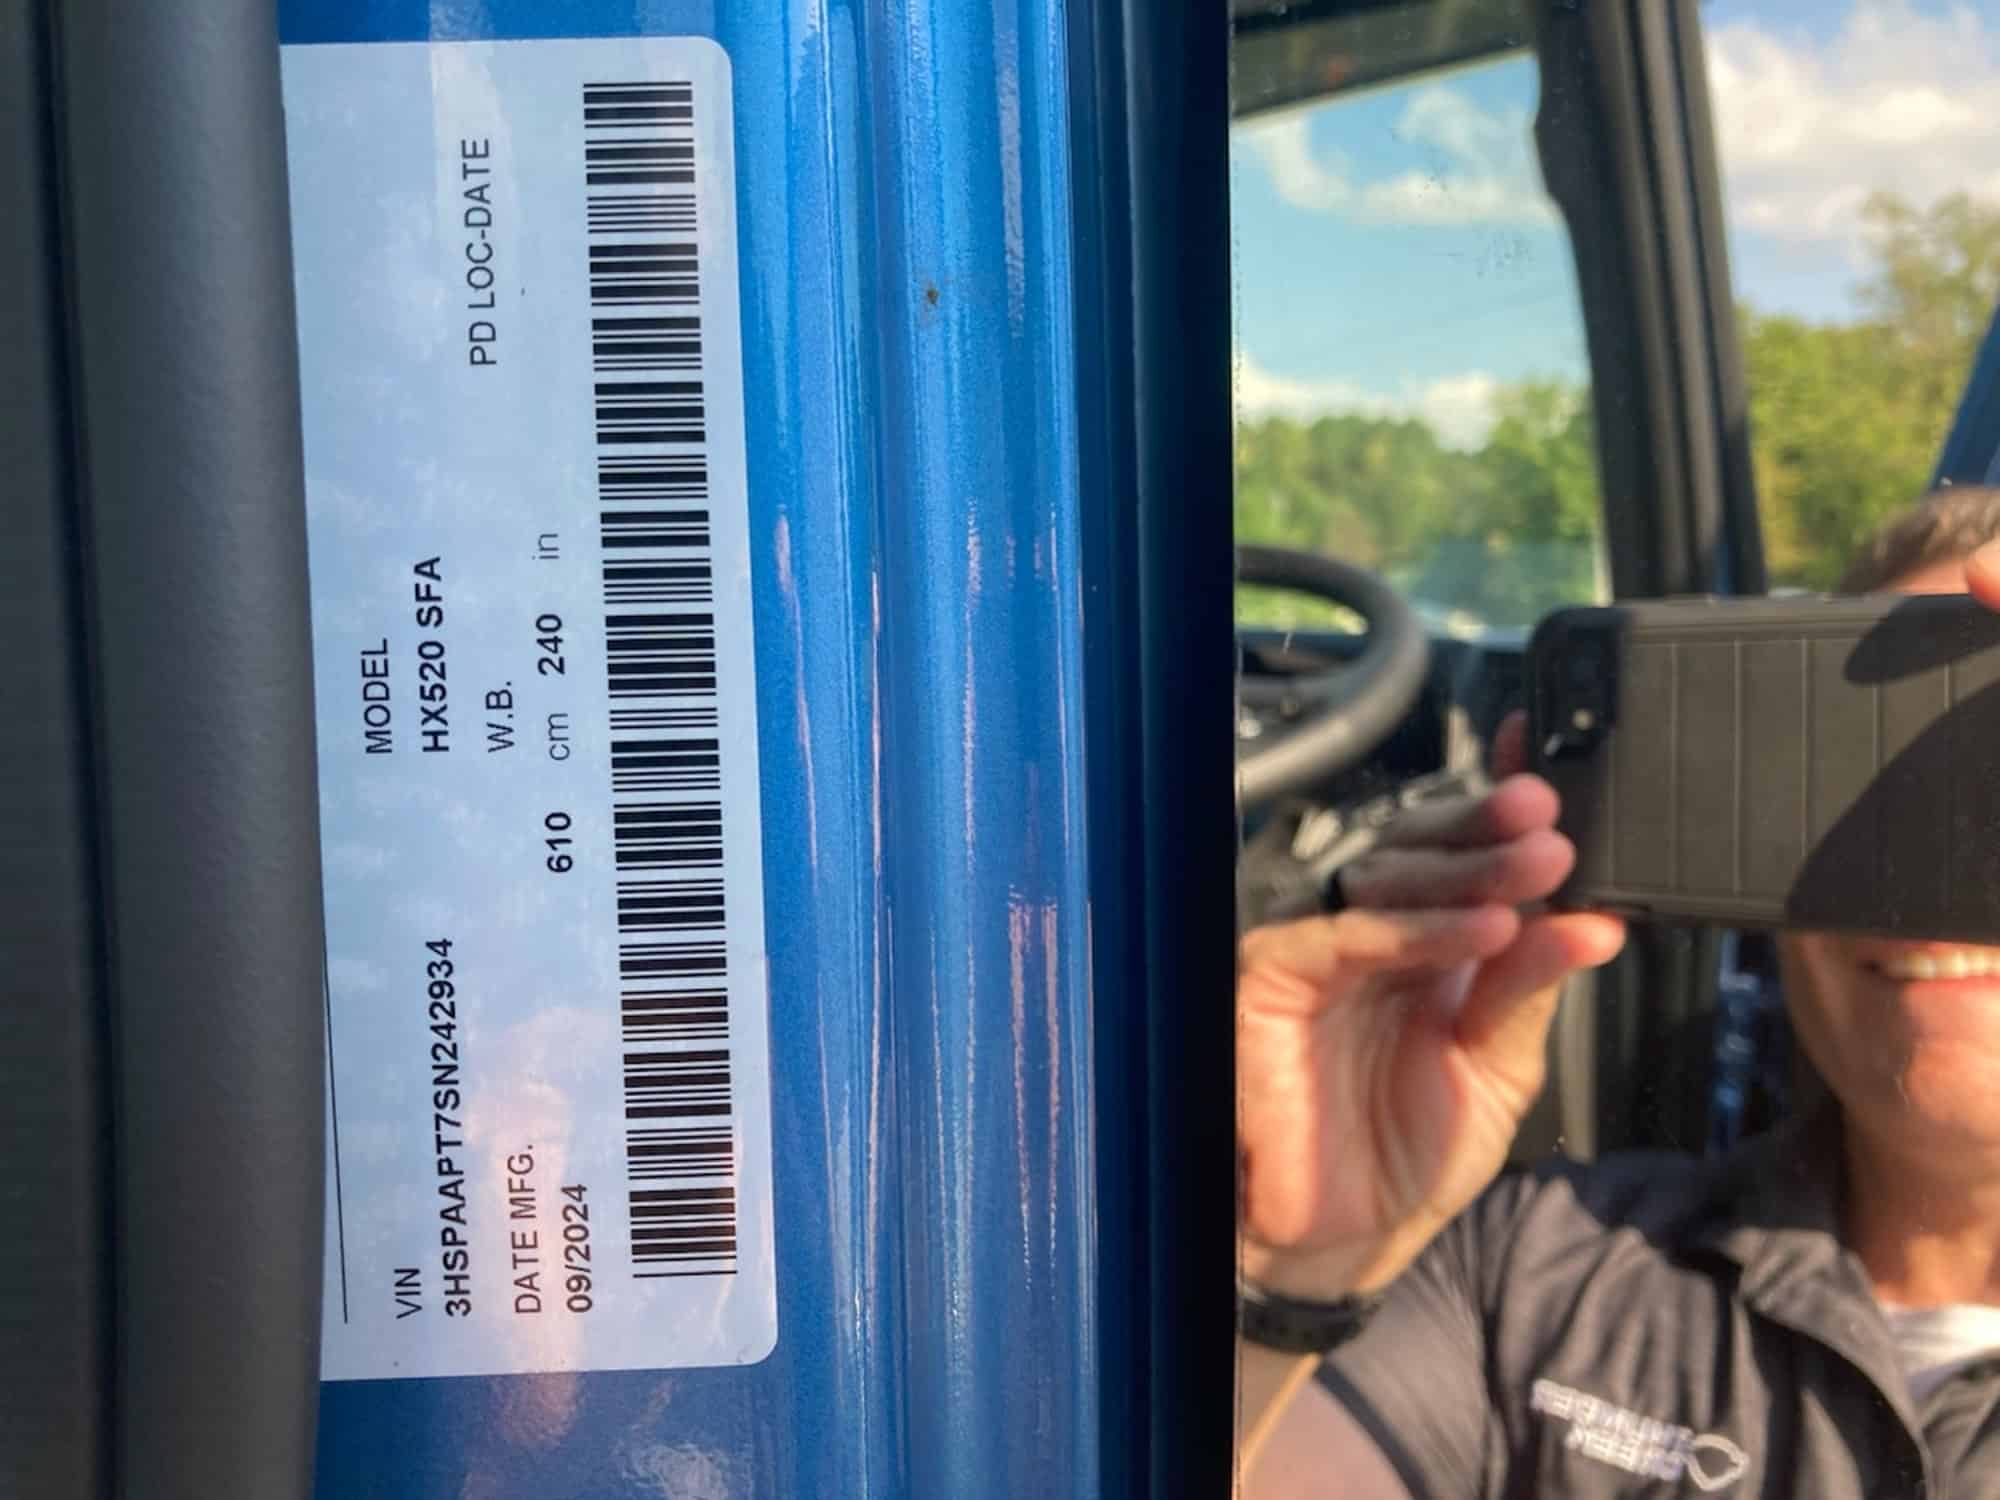 VIN
3HSPAAPT7SN242934
MODEL
HX520 SFA
DATE MFG.
09/2024
W.B.
610 cm 240 in
PD LOC-DATE